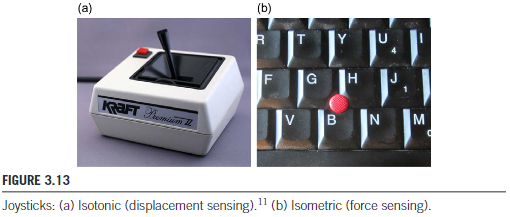 (a)
(b)
KRAFT
Premium II
R T Y U I
4
F G H J
1
V B N M
FIGURE 3.13
Joysticks: (a) Isotonic (displacement sensing).11 (b) Isometric (force sensing).